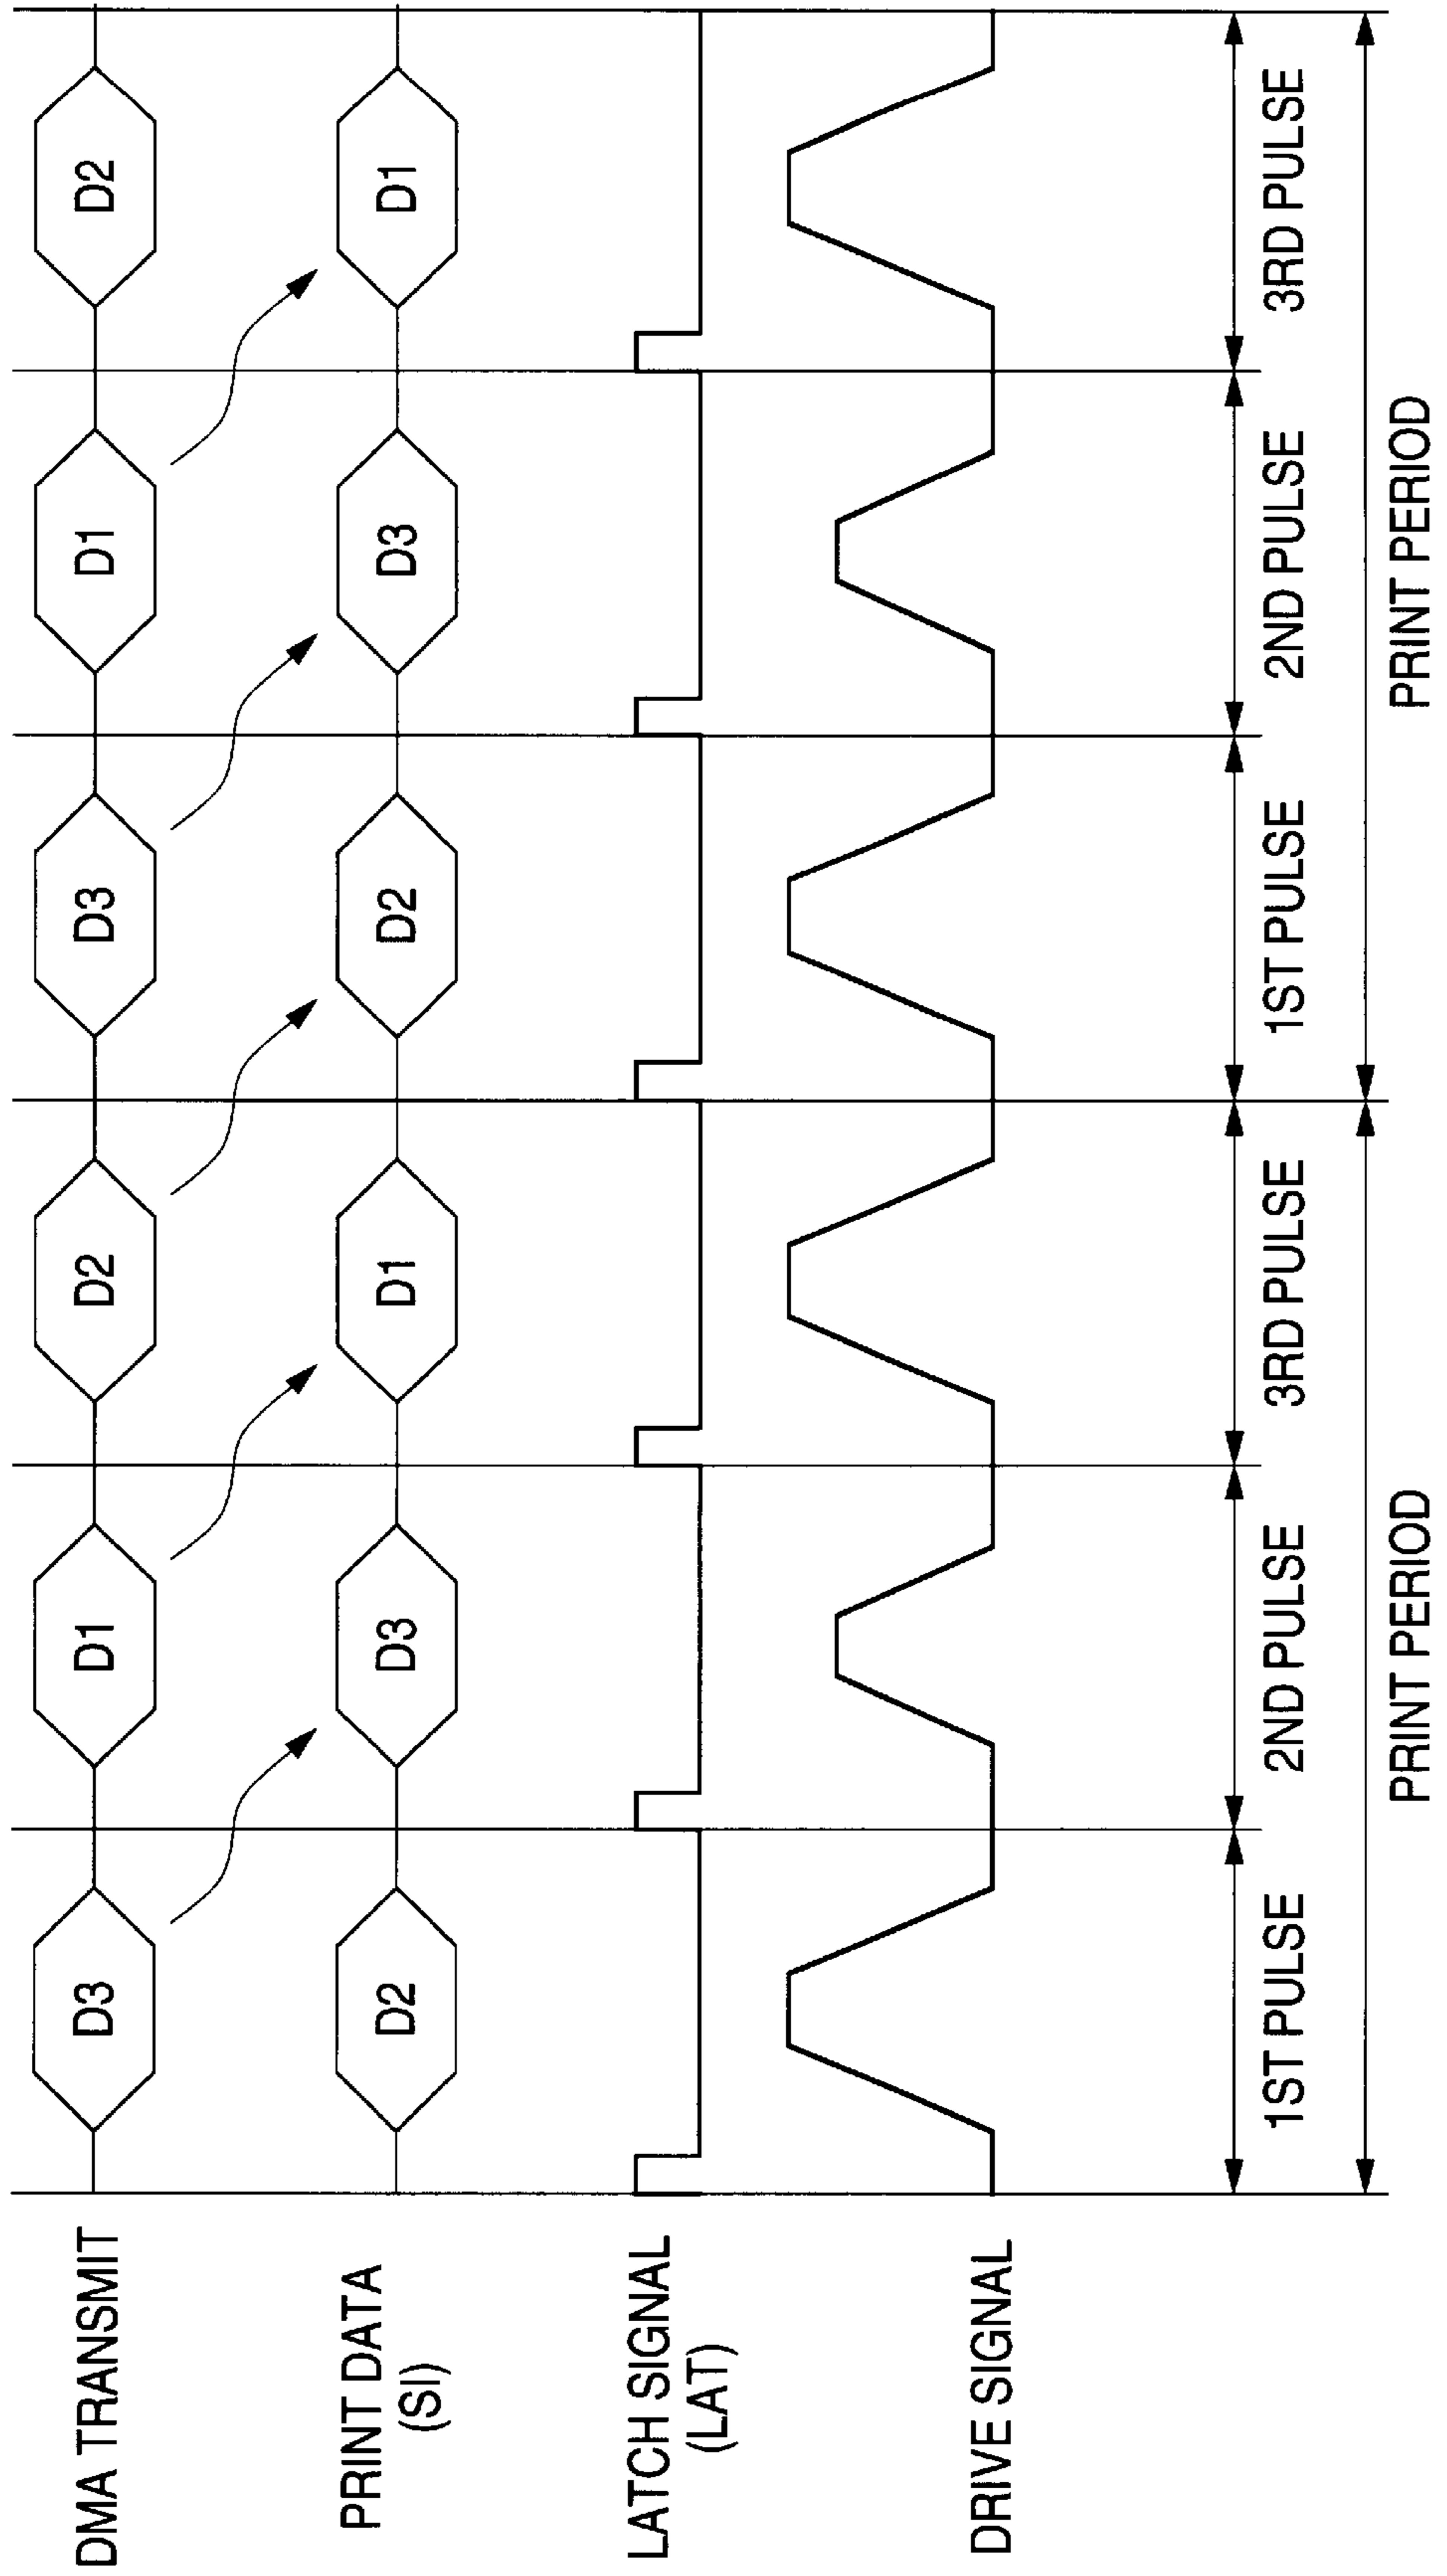 DMA TRANSMIT
D3
D1
D2
D3
D1
D2
PRINT DATA
(SI)
D2
D3
D1
D2
D3
D1
LATCH SIGNAL
(LAT)
DRIVE SIGNAL
1ST PULSE
2ND PULSE
3RD PULSE
1ST PULSE
2ND PULSE
3RD PULSE
PRINT PERIOD
PRINT PERIOD